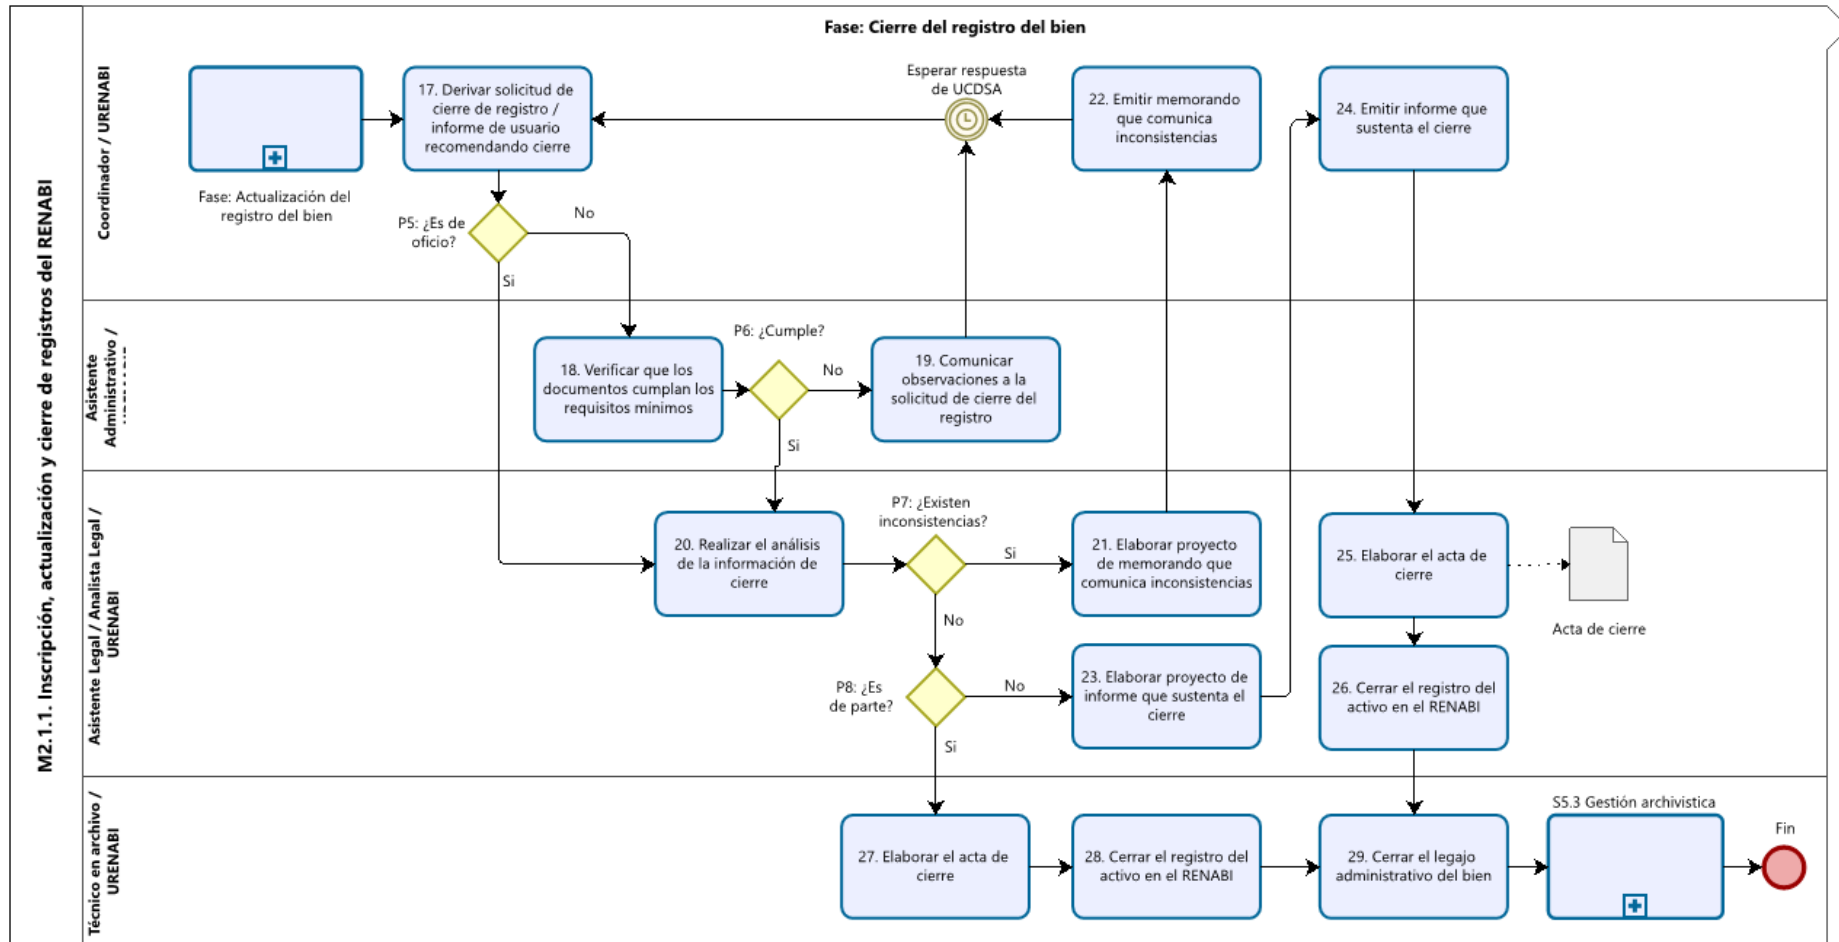 Fase: Cierre del registro del bien
M2.1.1. Inscripción, actualización y cierre de registros del RENABI
Coordinador / URENABI
Fase: Actualización del
registro del bien
17. Derivar solicitud de
cierre de registro /
informe de usuario
recomendando cierre
Esperar respuesta
de UCDSA
22. Emitir memorando
que comunica
inconsistencias
24. Emitir informe que
sustenta el cierre
P5: ¿Es de
oficio?
No
Si
Asistente
Administrativo /
18. Verificar que los
documentos cumplan los
requisitos mínimos
P6: ¿Cumple?
No
Si
19. Comunicar
observaciones a la
solicitud de cierre del
registro
Asistente Legal / Analista Legal /
URENABI
20. Realizar el análisis
de la información de
cierre
P7: ¿Existen
inconsistencias?
Si
No
21. Elaborar proyecto
de memorando que
comunica inconsistencias
25. Elaborar el acta de
cierre
Acta de cierre
P8: ¿Es
de parte?
No
Si
23. Elaborar proyecto de
informe que sustenta el
cierre
26. Cerrar el registro del
activo en el RENABI
Técnico en archivo /
URENABI
27. Elaborar el acta de
cierre
28. Cerrar el registro del
activo en el RENABI
29. Cerrar el legajo
administrativo del bien
S5.3 Gestión archivistica
Fin